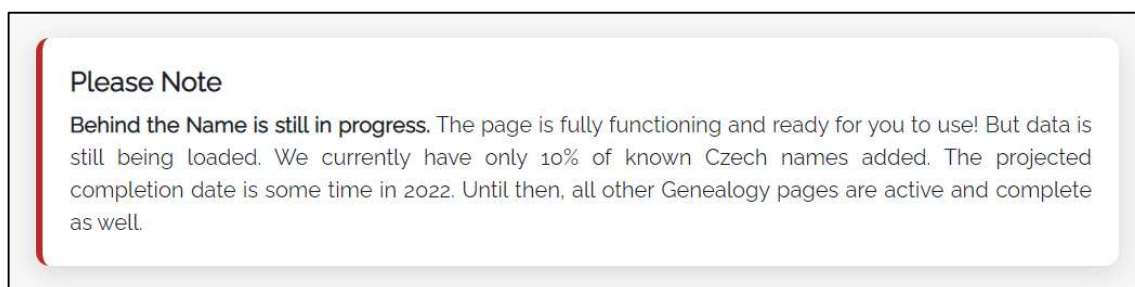 Please Note
Behind the Name is still in progress. The page is fully functioning and ready for you to use! But data is
still being loaded. We currently have only 10% of known Czech names added. The projected
completion date is some time in 2022. Until then, all other Genealogy pages are active and complete
as well.